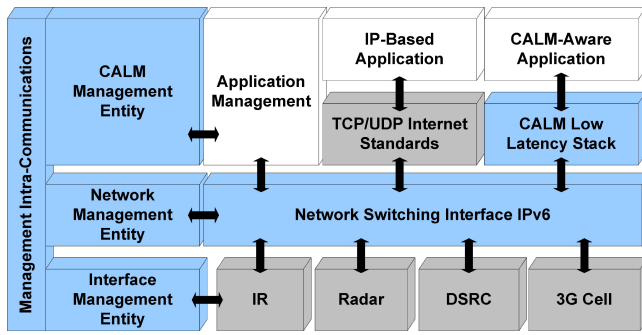 Management Intra-Communications
CALM
Management
Entity
Application
Management
IP-Based
Application
CALM-Aware
Application
TCP/UDP Internet
Standards
CALM Low
Latency Stack
Network
Management
Entity
Network Switching Interface IPv6
Interface
Management
Entity
IR
Radar
DSRC
3G Cell